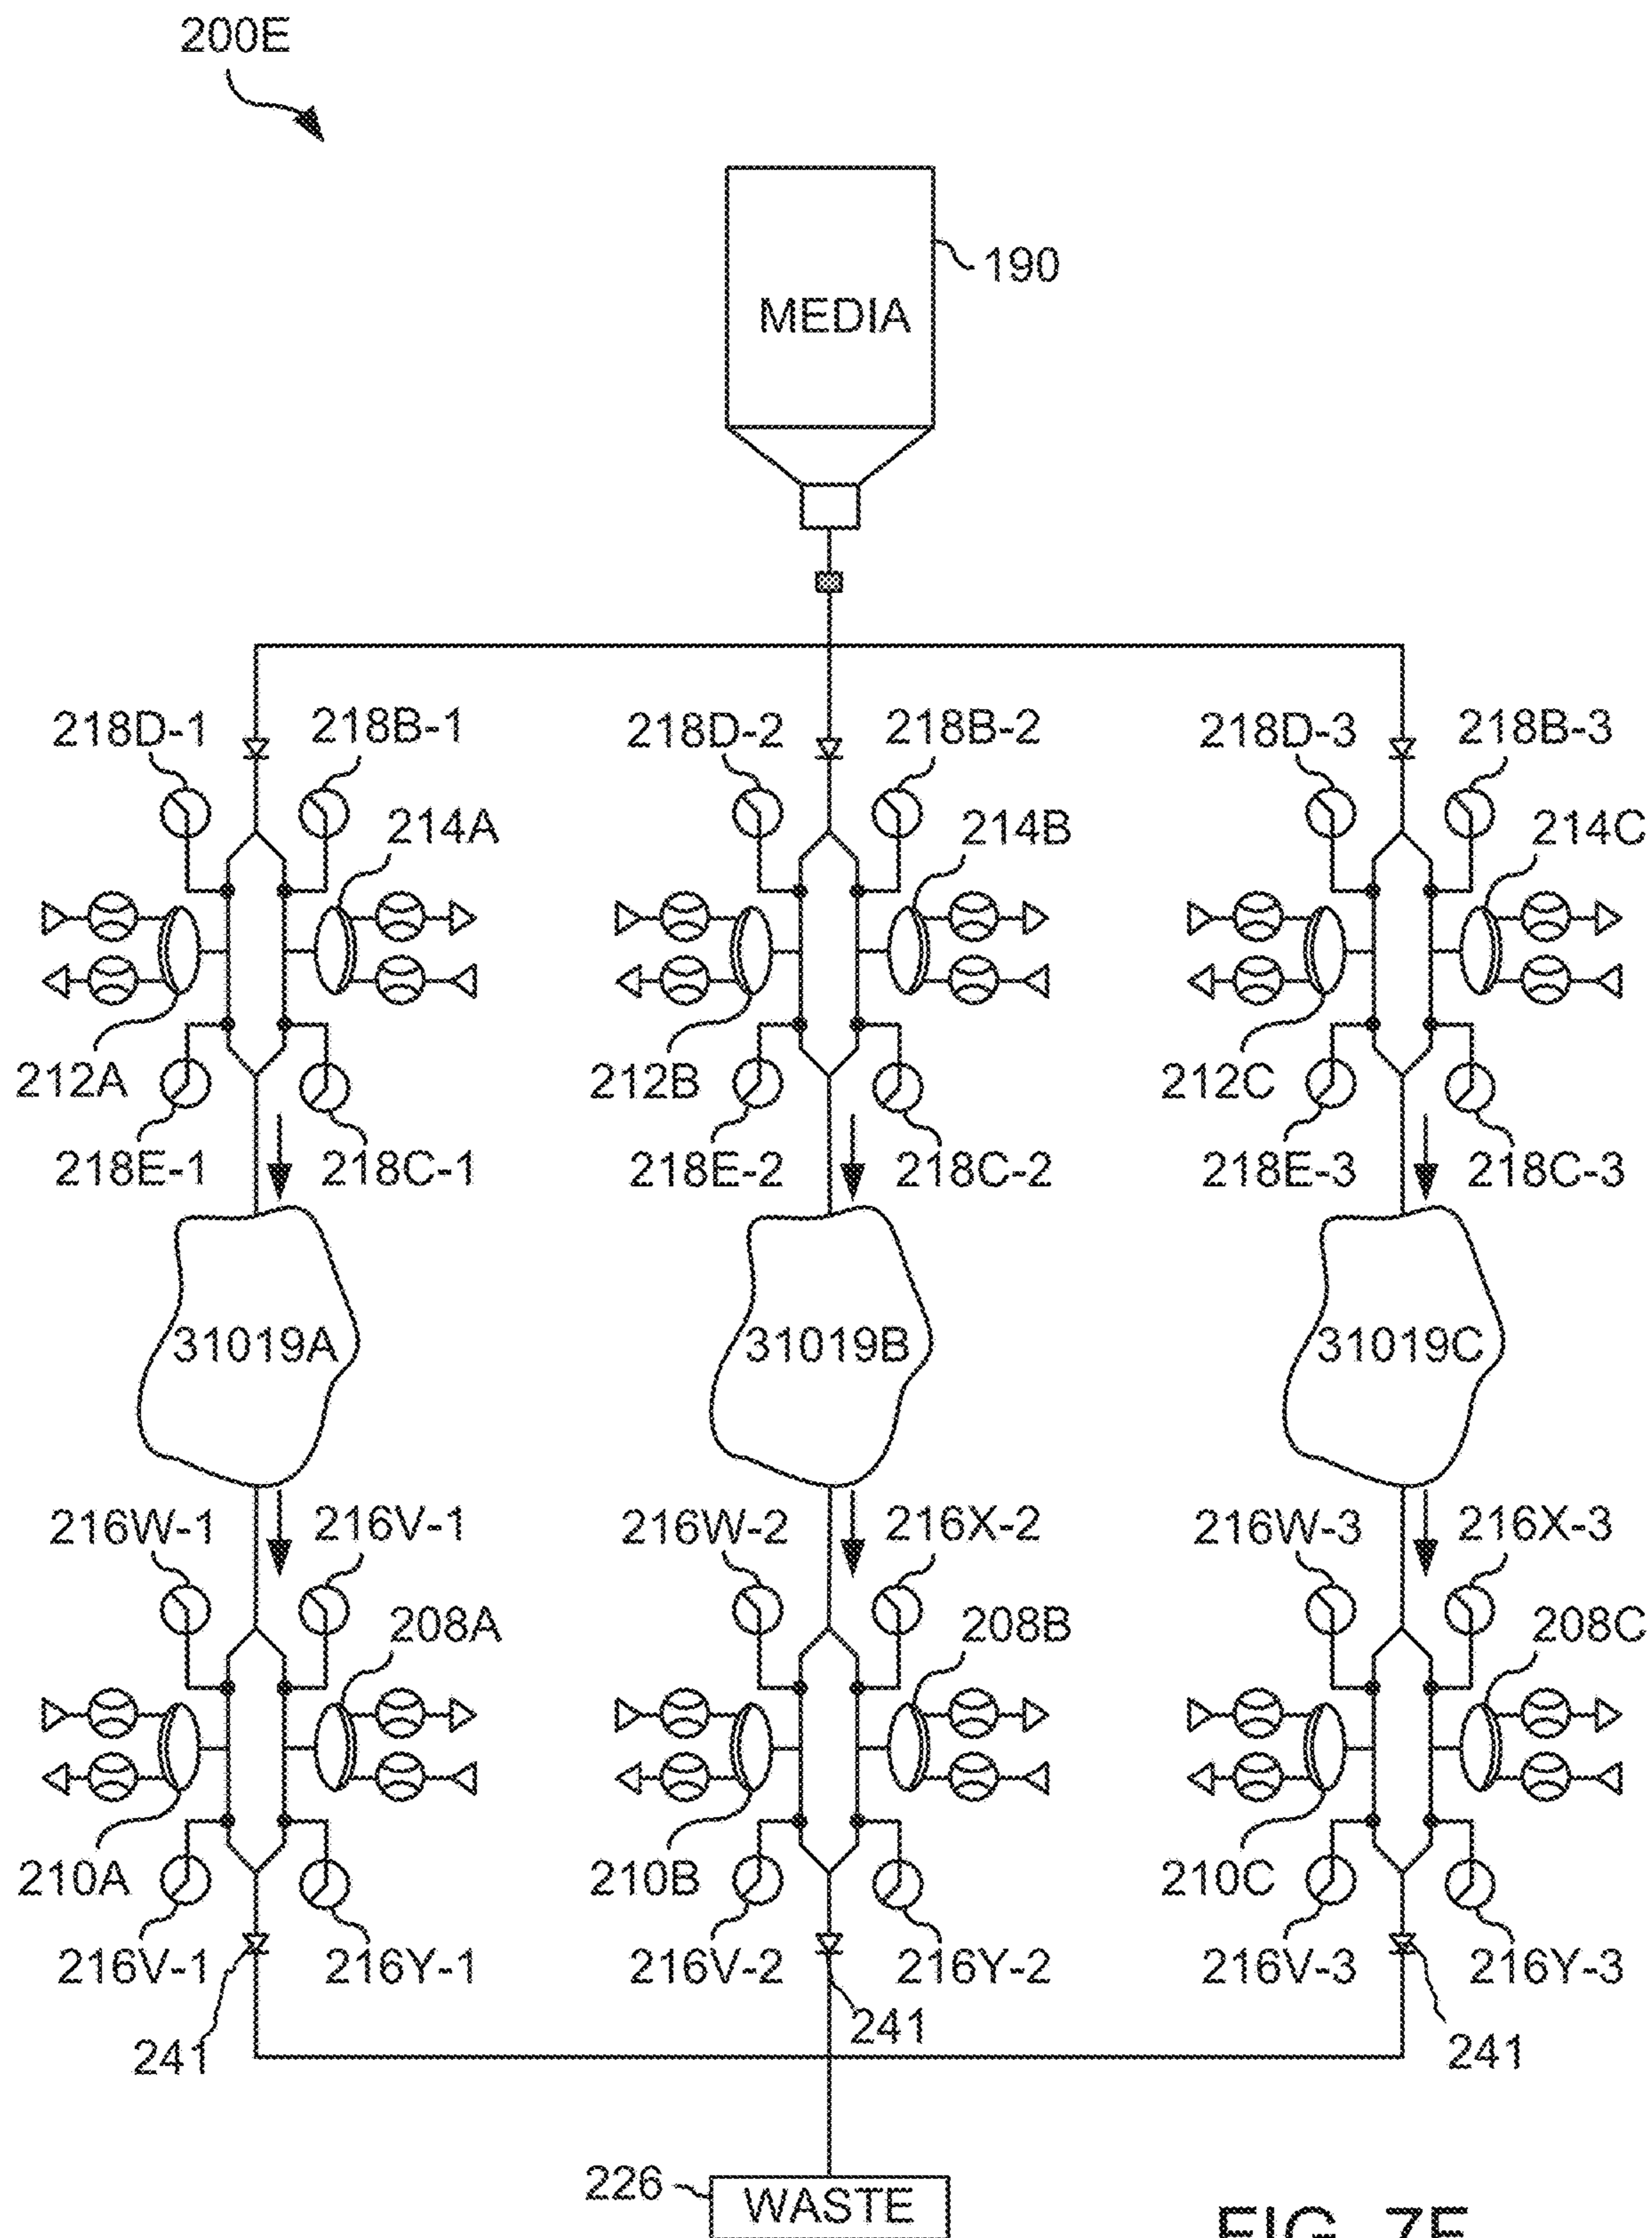 200E
190
MEDIA
218D-1 218B-1 218D-2 218B-2 218D-3 218B-3
214A 214B 214C
212A 212B 212C
218E-1 218C-1 218E-2 218C-2 218E-3 218C-3
31019A 31019B 31019C
216W-1 216V-1 216W-2 216X-2 216W-3 216X-3
208A 208B 208C
210A 210B 210C
216V-1 216Y-1 216V-2 216Y-2 216V-3 216Y-3
241 241 241
226 WASTE